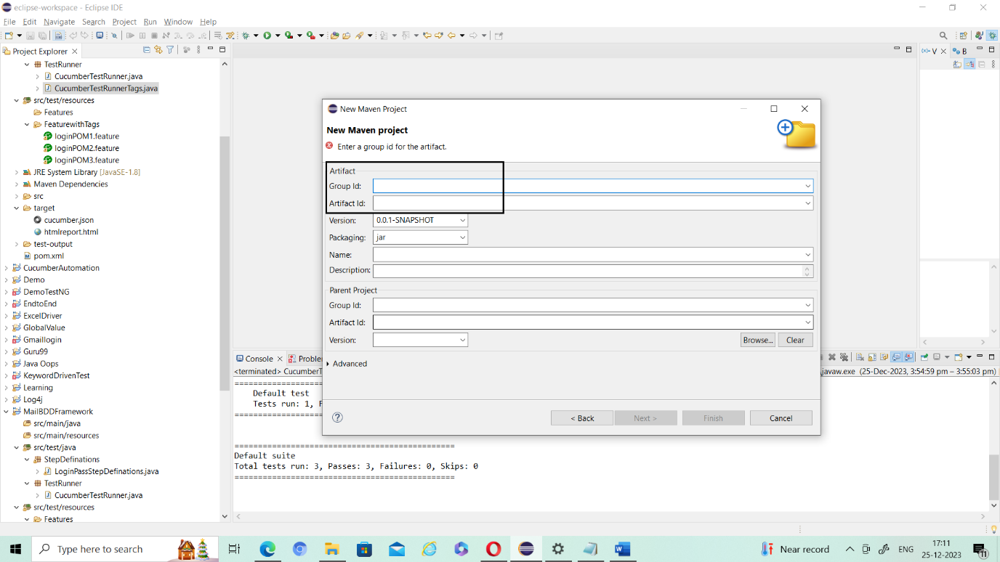 eclipse-workspace - Eclipse IDE
File Edit Navigate Search Project Run Window Help
Project Explorer
TestRunner
CucumberTestRunner.java
CucumberTestRunnerTags.java
src/test/resources
Features
FeaturewithTags
loginPOM1.feature
loginPOM2.feature
loginPOM3.feature
JRE System Library [JavaSE-1.8]
Maven Dependencies
src
target
cucumber.json
htmlreport.html
test-output
pom.xml
CucumberAutomation
Demo
DemoTestNG
EndtoEnd
ExcelDriver
GlobalValue
Gmaillogin
Guru99
Java Oops
KeywordDrivenTest
Learning
Log4j
MailBDDFramework
src/main/java
src/main/resources
src/test/java
StepDefinations
LoginPassStepDefinations.java
TestRunner
CucumberTestRunner.java
src/test/resources
Features
V B
New Maven Project
New Maven project
Enter a group id for the artifact.
Artifact
Group Id:
Artifact Id:
Version: 0.0.1-SNAPSHOT
Packaging: jar
Name:
Description:
Parent Project
Group Id:
Artifact Id:
Version: Browse... Clear
Advanced
< Back Next > Finish Cancel
Console Probler
<terminated> CucumberT javaw.exe (25-Dec-2023, 3:54:59 pm – 3:55:03 pm)
Default test
Tests run: 1, F
===============================================
Default suite
Total tests run: 3, Passes: 3, Failures: 0, Skips: 0
===============================================
Type here to search
Near record ENG 17:11
25-12-2023
11